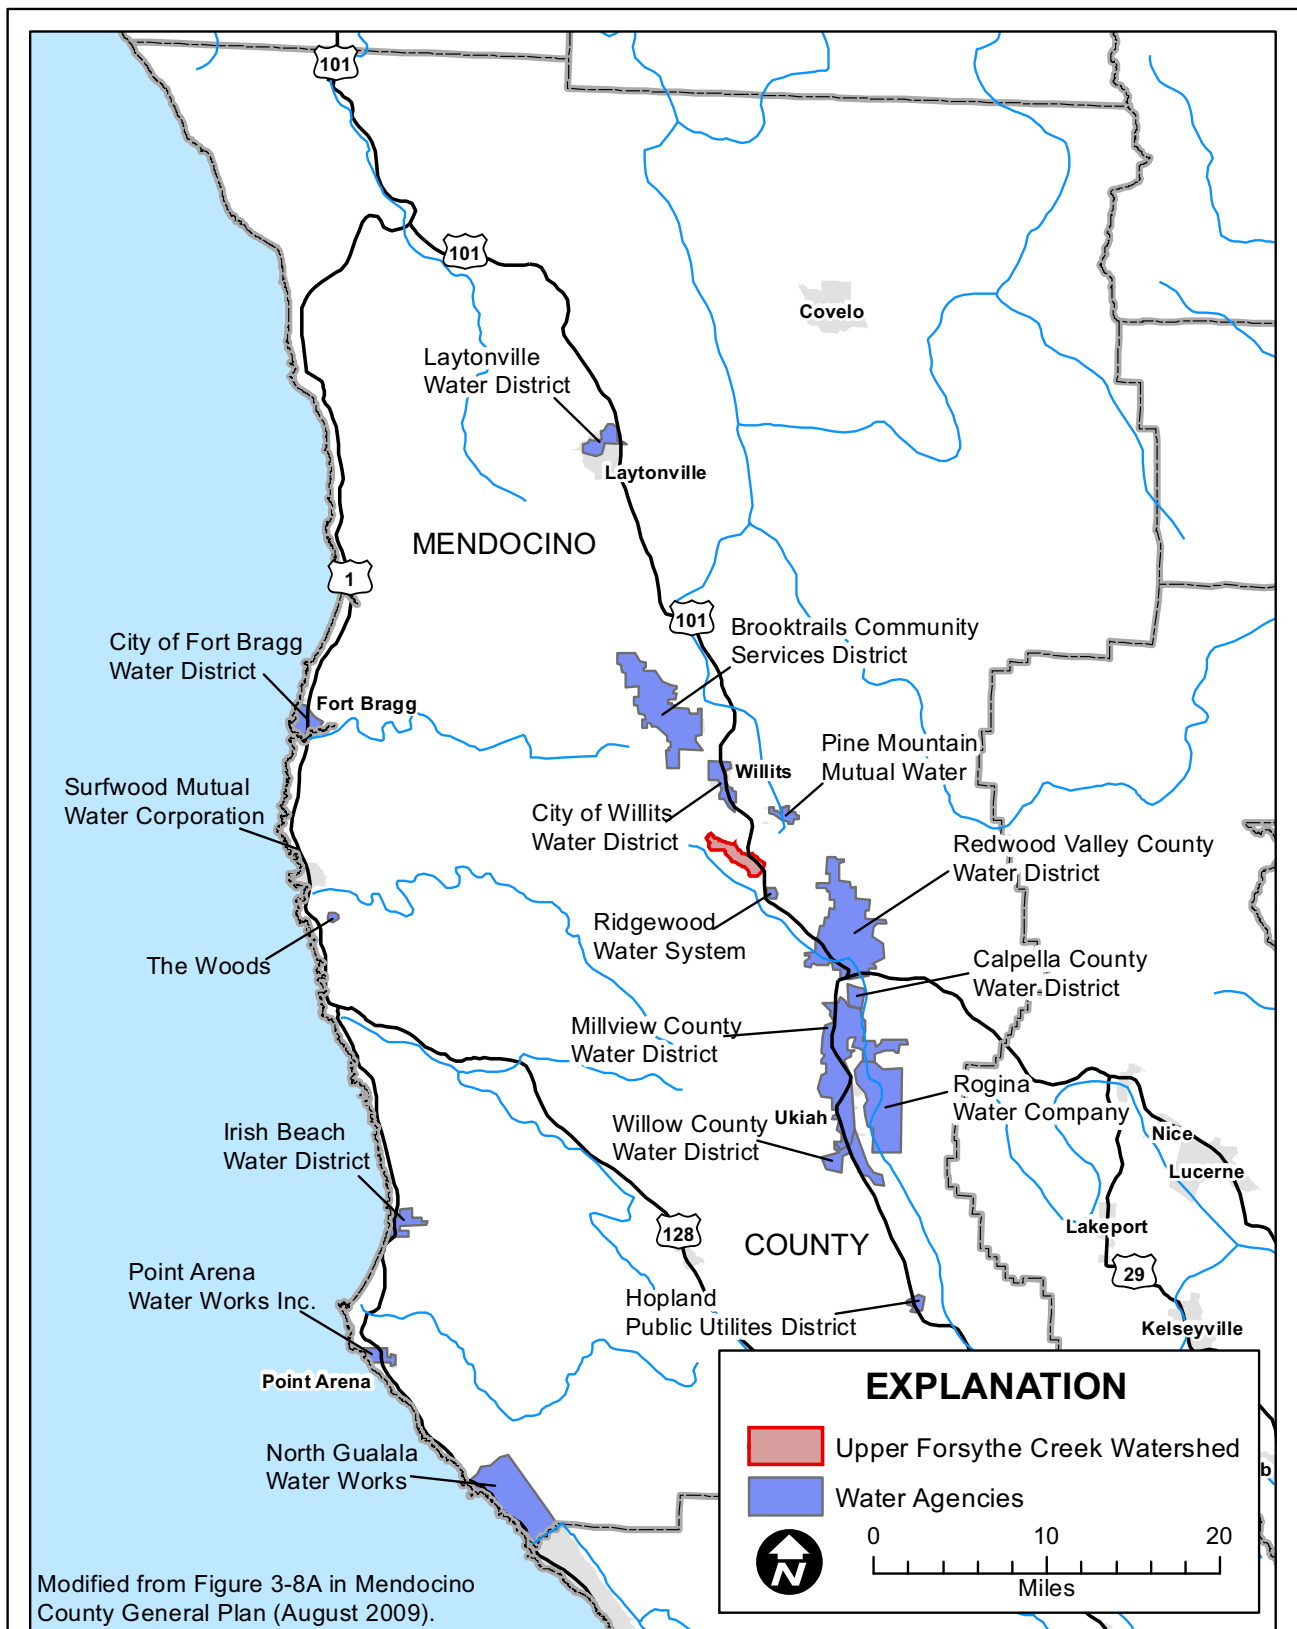 101
101
Covelo
Laytonville
Water District
Laytonville
MENDOCINO
1
101
Brooktrails Community
Services District
City of Fort Bragg
Water District
Fort Bragg
Pine Mountain
Mutual Water
Willits
Surfwood Mutual
Water Corporation
City of Willits
Water District
Redwood Valley County
Water District
Ridgewood
Water System
The Woods
Calpella County
Water District
Millview County
Water District
Rogina
Water Company
Ukiah
Willow County
Water District
Nice
Lucerne
Irish Beach
Water District
Lakeport
128
COUNTY
29
Point Arena
Water Works Inc.
Hopland
Public Utilites District
Kelseyville
Point Arena
EXPLANATION
Upper Forsythe Creek Watershed
Water Agencies
North Gualala
Water Works
b
N
0 10 20
Miles
Modified from Figure 3-8A in Mendocino
County General Plan (August 2009).